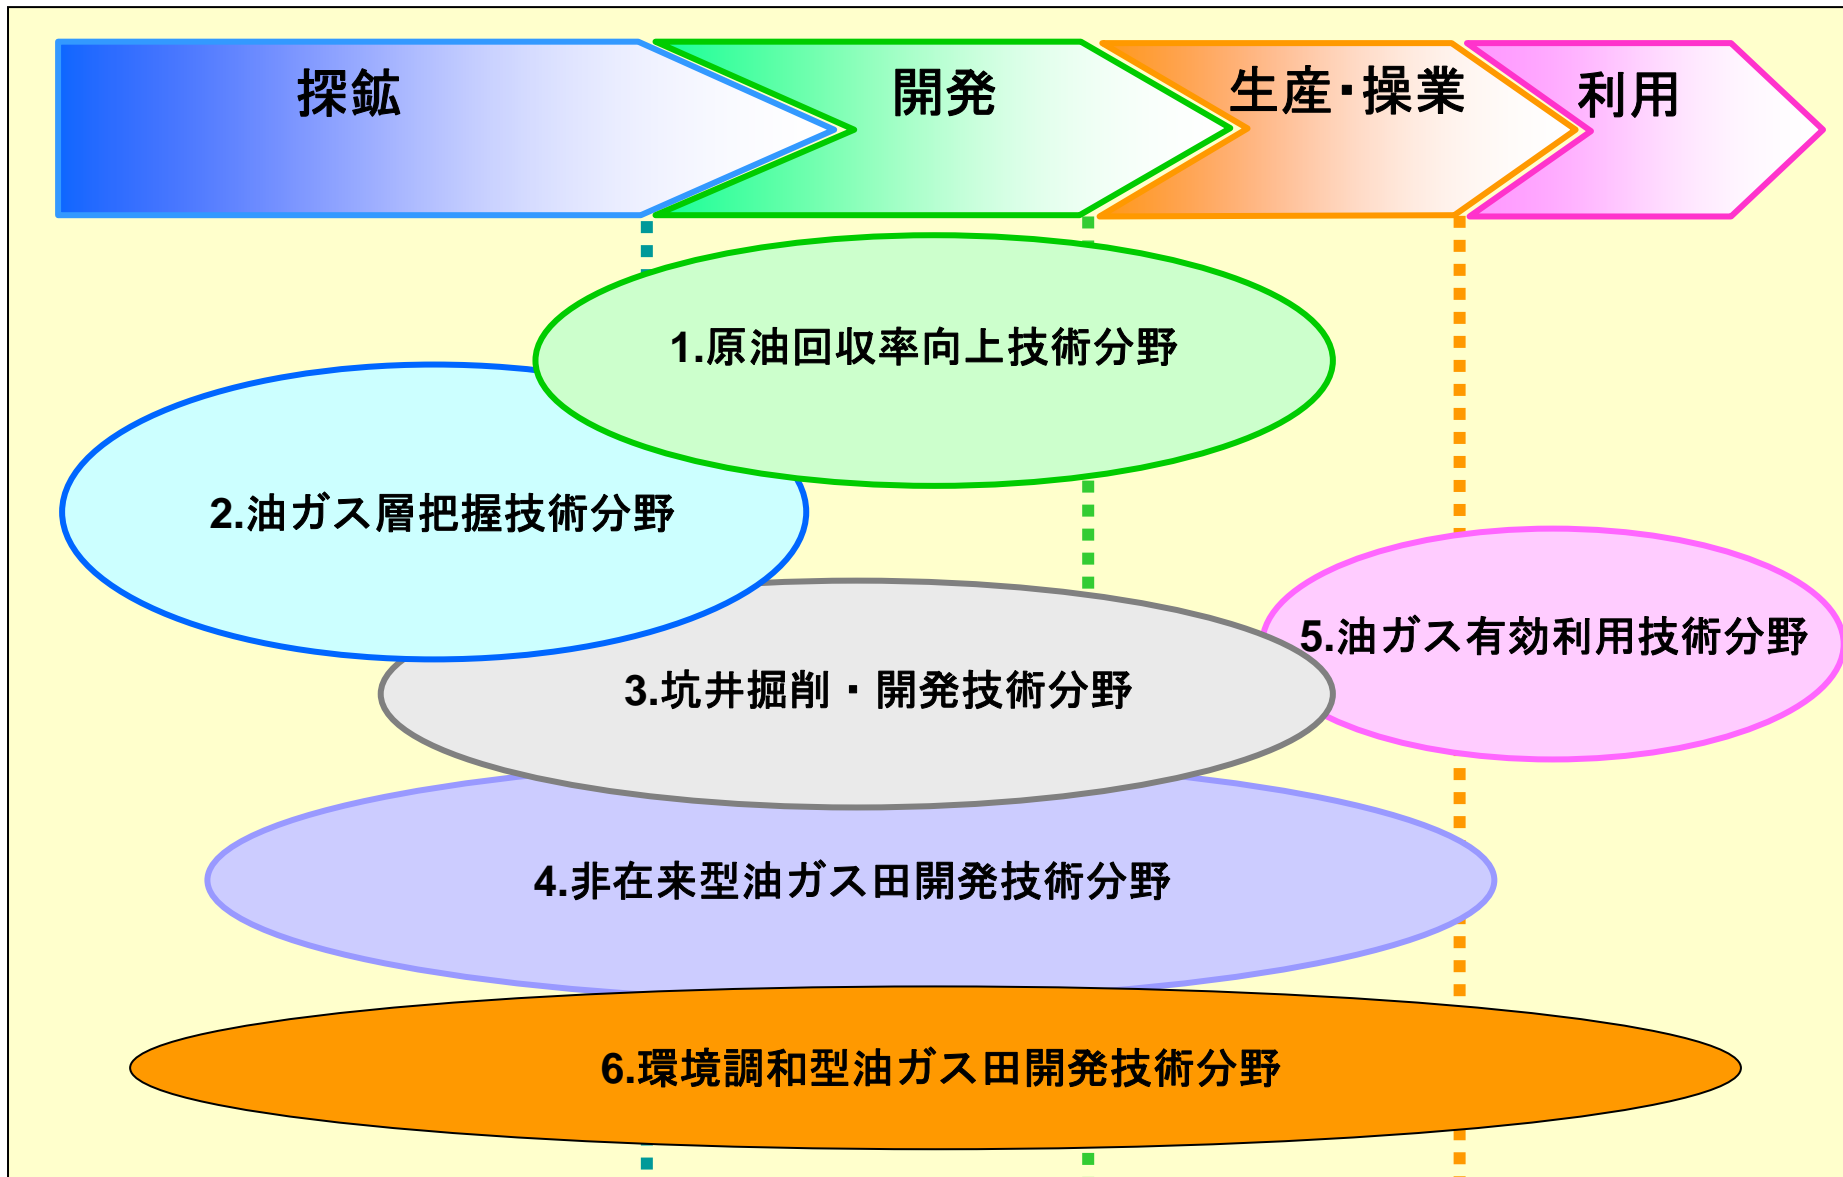 探鉱
開発
生産・操業
利用
1.原油回収率向上技術分野
2.油ガス層把握技術分野
3.坑井掘削・開発技術分野
4.非在来型油ガス田開発技術分野
5.油ガス有効利用技術分野
6.環境調和型油ガス田開発技術分野